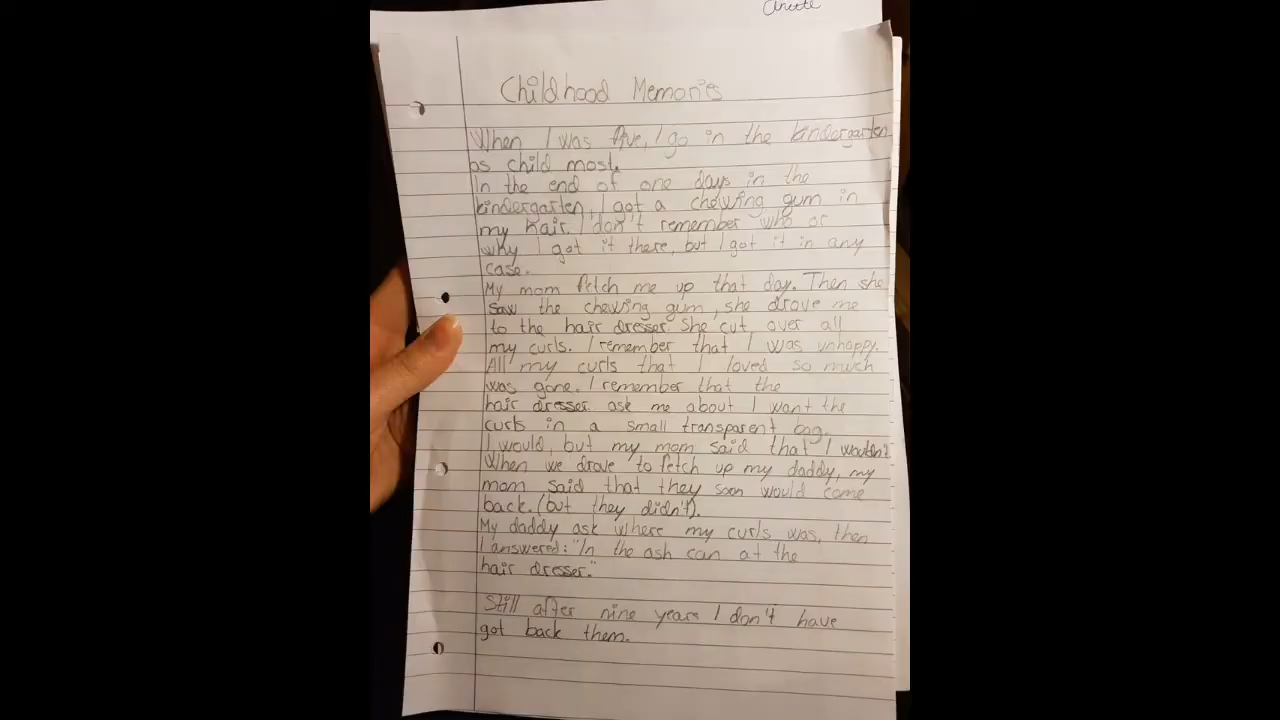 Anette
Childhood Memories
When I was five, I go in the kindergarten
as child most.
In the end of one days in the
kindergarten, I got a chewing gum in
my hair. I don't remember who or
why I got it there, but I got it in any
case.
My mom fetch me up that day. Then she
saw the chewing gum, she drove me
to the hair dresser. She cut, over all
my curls. I remember that I was unhappy.
All my curls that I loved so much
was gone. I remember that the
hair dresser ask me about I want the
curls in a small transparent bag.
I would, but my mom said that I wouldn't
When we drove to fetch up my daddy, my
mom said that they soon would come
back. (but they didn't).
My daddy ask where my curls was, then
I answered: "In the ash can at the
hair dresser."
Still after nine years I don't have
got back them.